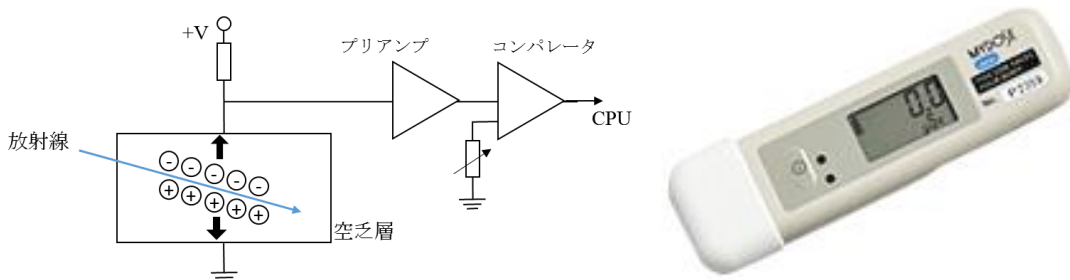 +V
プリアンプ
コンパレータ
CPU
放射線
- - - - -
+ + + + +
空乏層
MYDOSE
0.0